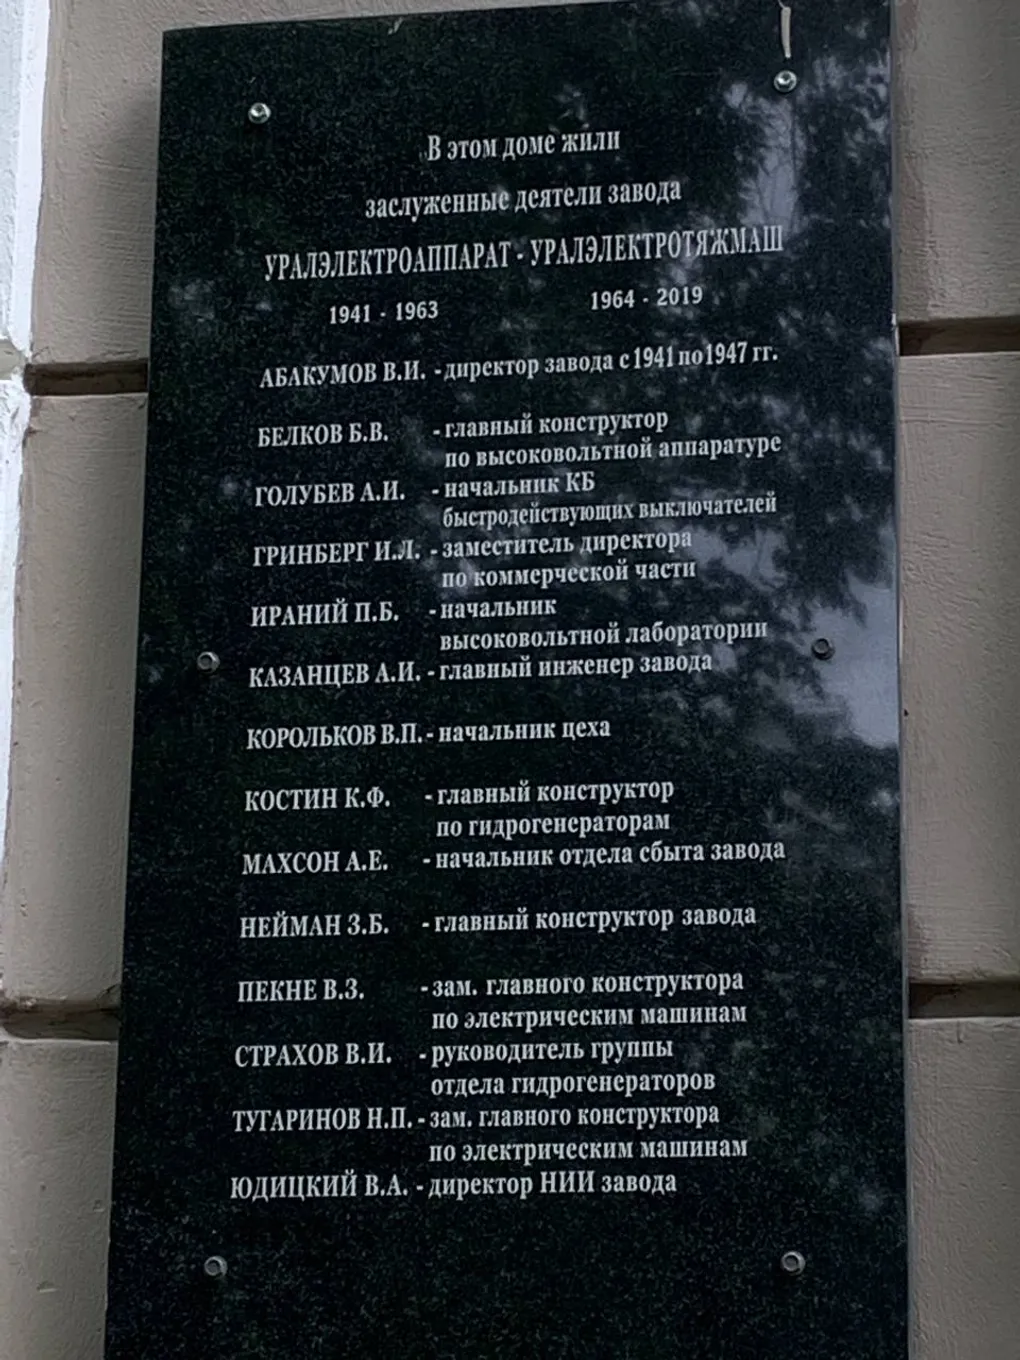 В этом доме жили
заслуженные деятели завода
УРАЛЭЛЕКТРОАППАРАТ - УРАЛЭЛЕКТРОТЯЖМАШ
1941 - 1963 1964 - 2019
АБАКУМОВ В.И. - директор завода с 1941 по 1947 гг.
БЕЛКОВ Б.В. - главный конструктор
по высоковольтной аппаратуре
ГОЛУБЕВ А.И. - начальник КБ
быстродействующих выключателей
ГРИНБЕРГ И.Л. - заместитель директора
по коммерческой части
ИРАНИЙ П.Б. - начальник
высоковольтной лаборатории
КАЗАНЦЕВ А.И. - главный инженер завода
КОРОЛЬКОВ В.П. - начальник цеха
КОСТИН К.Ф. - главный конструктор
по гидрогенераторам
МАХСОН А.Е. - начальник отдела сбыта завода
НЕЙМАН З.Б. - главный конструктор завода
ПЕКНЕ В.З. - зам. главного конструктора
по электрическим машинам
СТРАХОВ В.И. - руководитель группы
отдела гидрогенераторов
ТУГАРИНОВ Н.П. - зам. главного конструктора
по электрическим машинам
ЮДИЦКИЙ В.А. - директор НИИ завода